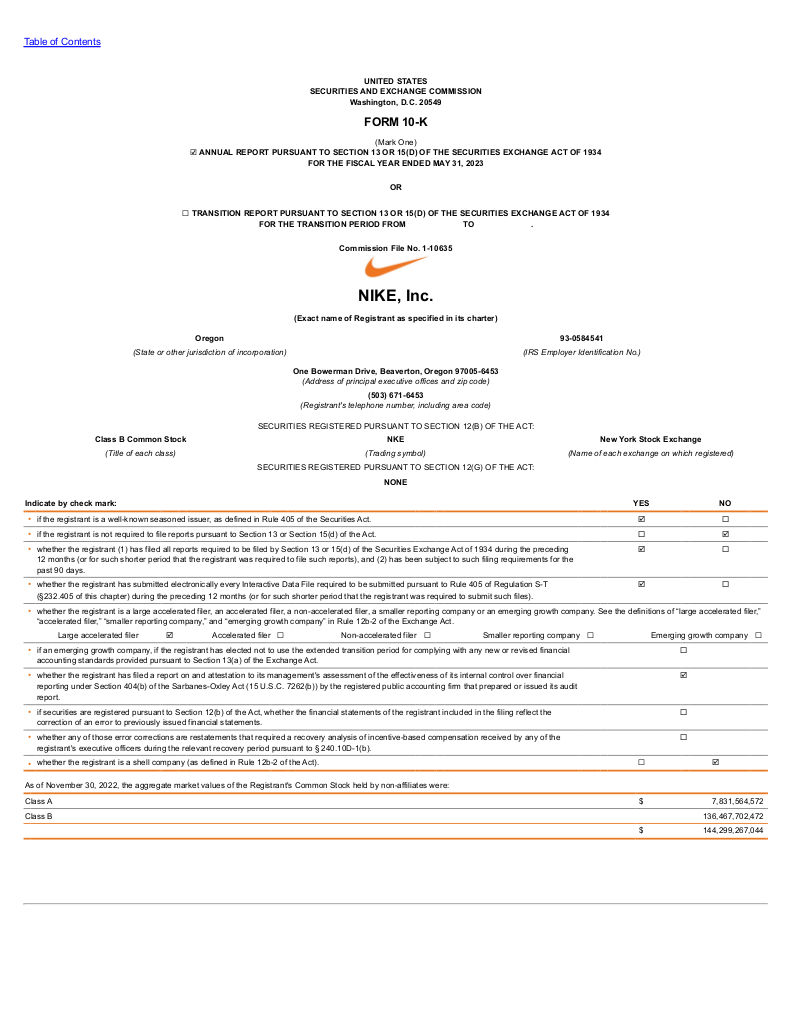 Table of Contents
UNITED STATES
SECURITIES AND EXCHANGE COMMISSION
Washington, D.C. 20549
FORM 10-K
(Mark One)
☑ ANNUAL REPORT PURSUANT TO SECTION 13 OR 15(D) OF THE SECURITIES EXCHANGE ACT OF 1934
FOR THE FISCAL YEAR ENDED MAY 31, 2023
OR
☐ TRANSITION REPORT PURSUANT TO SECTION 13 OR 15(D) OF THE SECURITIES EXCHANGE ACT OF 1934
FOR THE TRANSITION PERIOD FROM TO .
Commission File No. 1-10635
NIKE, Inc.
(Exact name of Registrant as specified in its charter)
Oregon 93-0584541
(State or other jurisdiction of incorporation) (IRS Employer Identification No.)
One Bowerman Drive, Beaverton, Oregon 97005-6453
(Address of principal executive offices and zip code)
(503) 671-6453
(Registrant's telephone number, including area code)
SECURITIES REGISTERED PURSUANT TO SECTION 12(B) OF THE ACT:
Class B Common Stock NKE New York Stock Exchange
(Title of each class) (Trading symbol) (Name of each exchange on which registered)
SECURITIES REGISTERED PURSUANT TO SECTION 12(G) OF THE ACT:
NONE
Indicate by check mark: YES NO
• if the registrant is a well-known seasoned issuer, as defined in Rule 405 of the Securities Act. ☑ ☐
• if the registrant is not required to file reports pursuant to Section 13 or Section 15(d) of the Act. ☐ ☑
• whether the registrant (1) has filed all reports required to be filed by Section 13 or 15(d) of the Securities Exchange Act of 1934 during the preceding ☑ ☐
12 months (or for such shorter period that the registrant was required to file such reports), and (2) has been subject to such filing requirements for the
past 90 days.
• whether the registrant has submitted electronically every Interactive Data File required to be submitted pursuant to Rule 405 of Regulation S-T ☑ ☐
(§232.405 of this chapter) during the preceding 12 months (or for such shorter period that the registrant was required to submit such files).
• whether the registrant is a large accelerated filer, an accelerated filer, a non-accelerated filer, a smaller reporting company or an emerging growth company. See the definitions of “large accelerated filer,”
“accelerated filer,” “smaller reporting company,” and “emerging growth company” in Rule 12b-2 of the Exchange Act.
Large accelerated filer ☑ Accelerated filer ☐ Non-accelerated filer ☐ Smaller reporting company ☐ Emerging growth company ☐
• if an emerging growth company, if the registrant has elected not to use the extended transition period for complying with any new or revised financial ☐
accounting standards provided pursuant to Section 13(a) of the Exchange Act.
• whether the registrant has filed a report on and attestation to its management's assessment of the effectiveness of its internal control over financial ☑
reporting under Section 404(b) of the Sarbanes-Oxley Act (15 U.S.C. 7262(b)) by the registered public accounting firm that prepared or issued its audit
report.
• if securities are registered pursuant to Section 12(b) of the Act, whether the financial statements of the registrant included in the filing reflect the ☐
correction of an error to previously issued financial statements.
• whether any of those error corrections are restatements that required a recovery analysis of incentive-based compensation received by any of the ☐
registrant's executive officers during the relevant recovery period pursuant to § 240.10D-1(b).
• whether the registrant is a shell company (as defined in Rule 12b-2 of the Act). ☐ ☑
As of November 30, 2022, the aggregate market values of the Registrant's Common Stock held by non-affiliates were:
Class A $ 7,831,564,572
Class B 136,467,702,472
$ 144,299,267,044